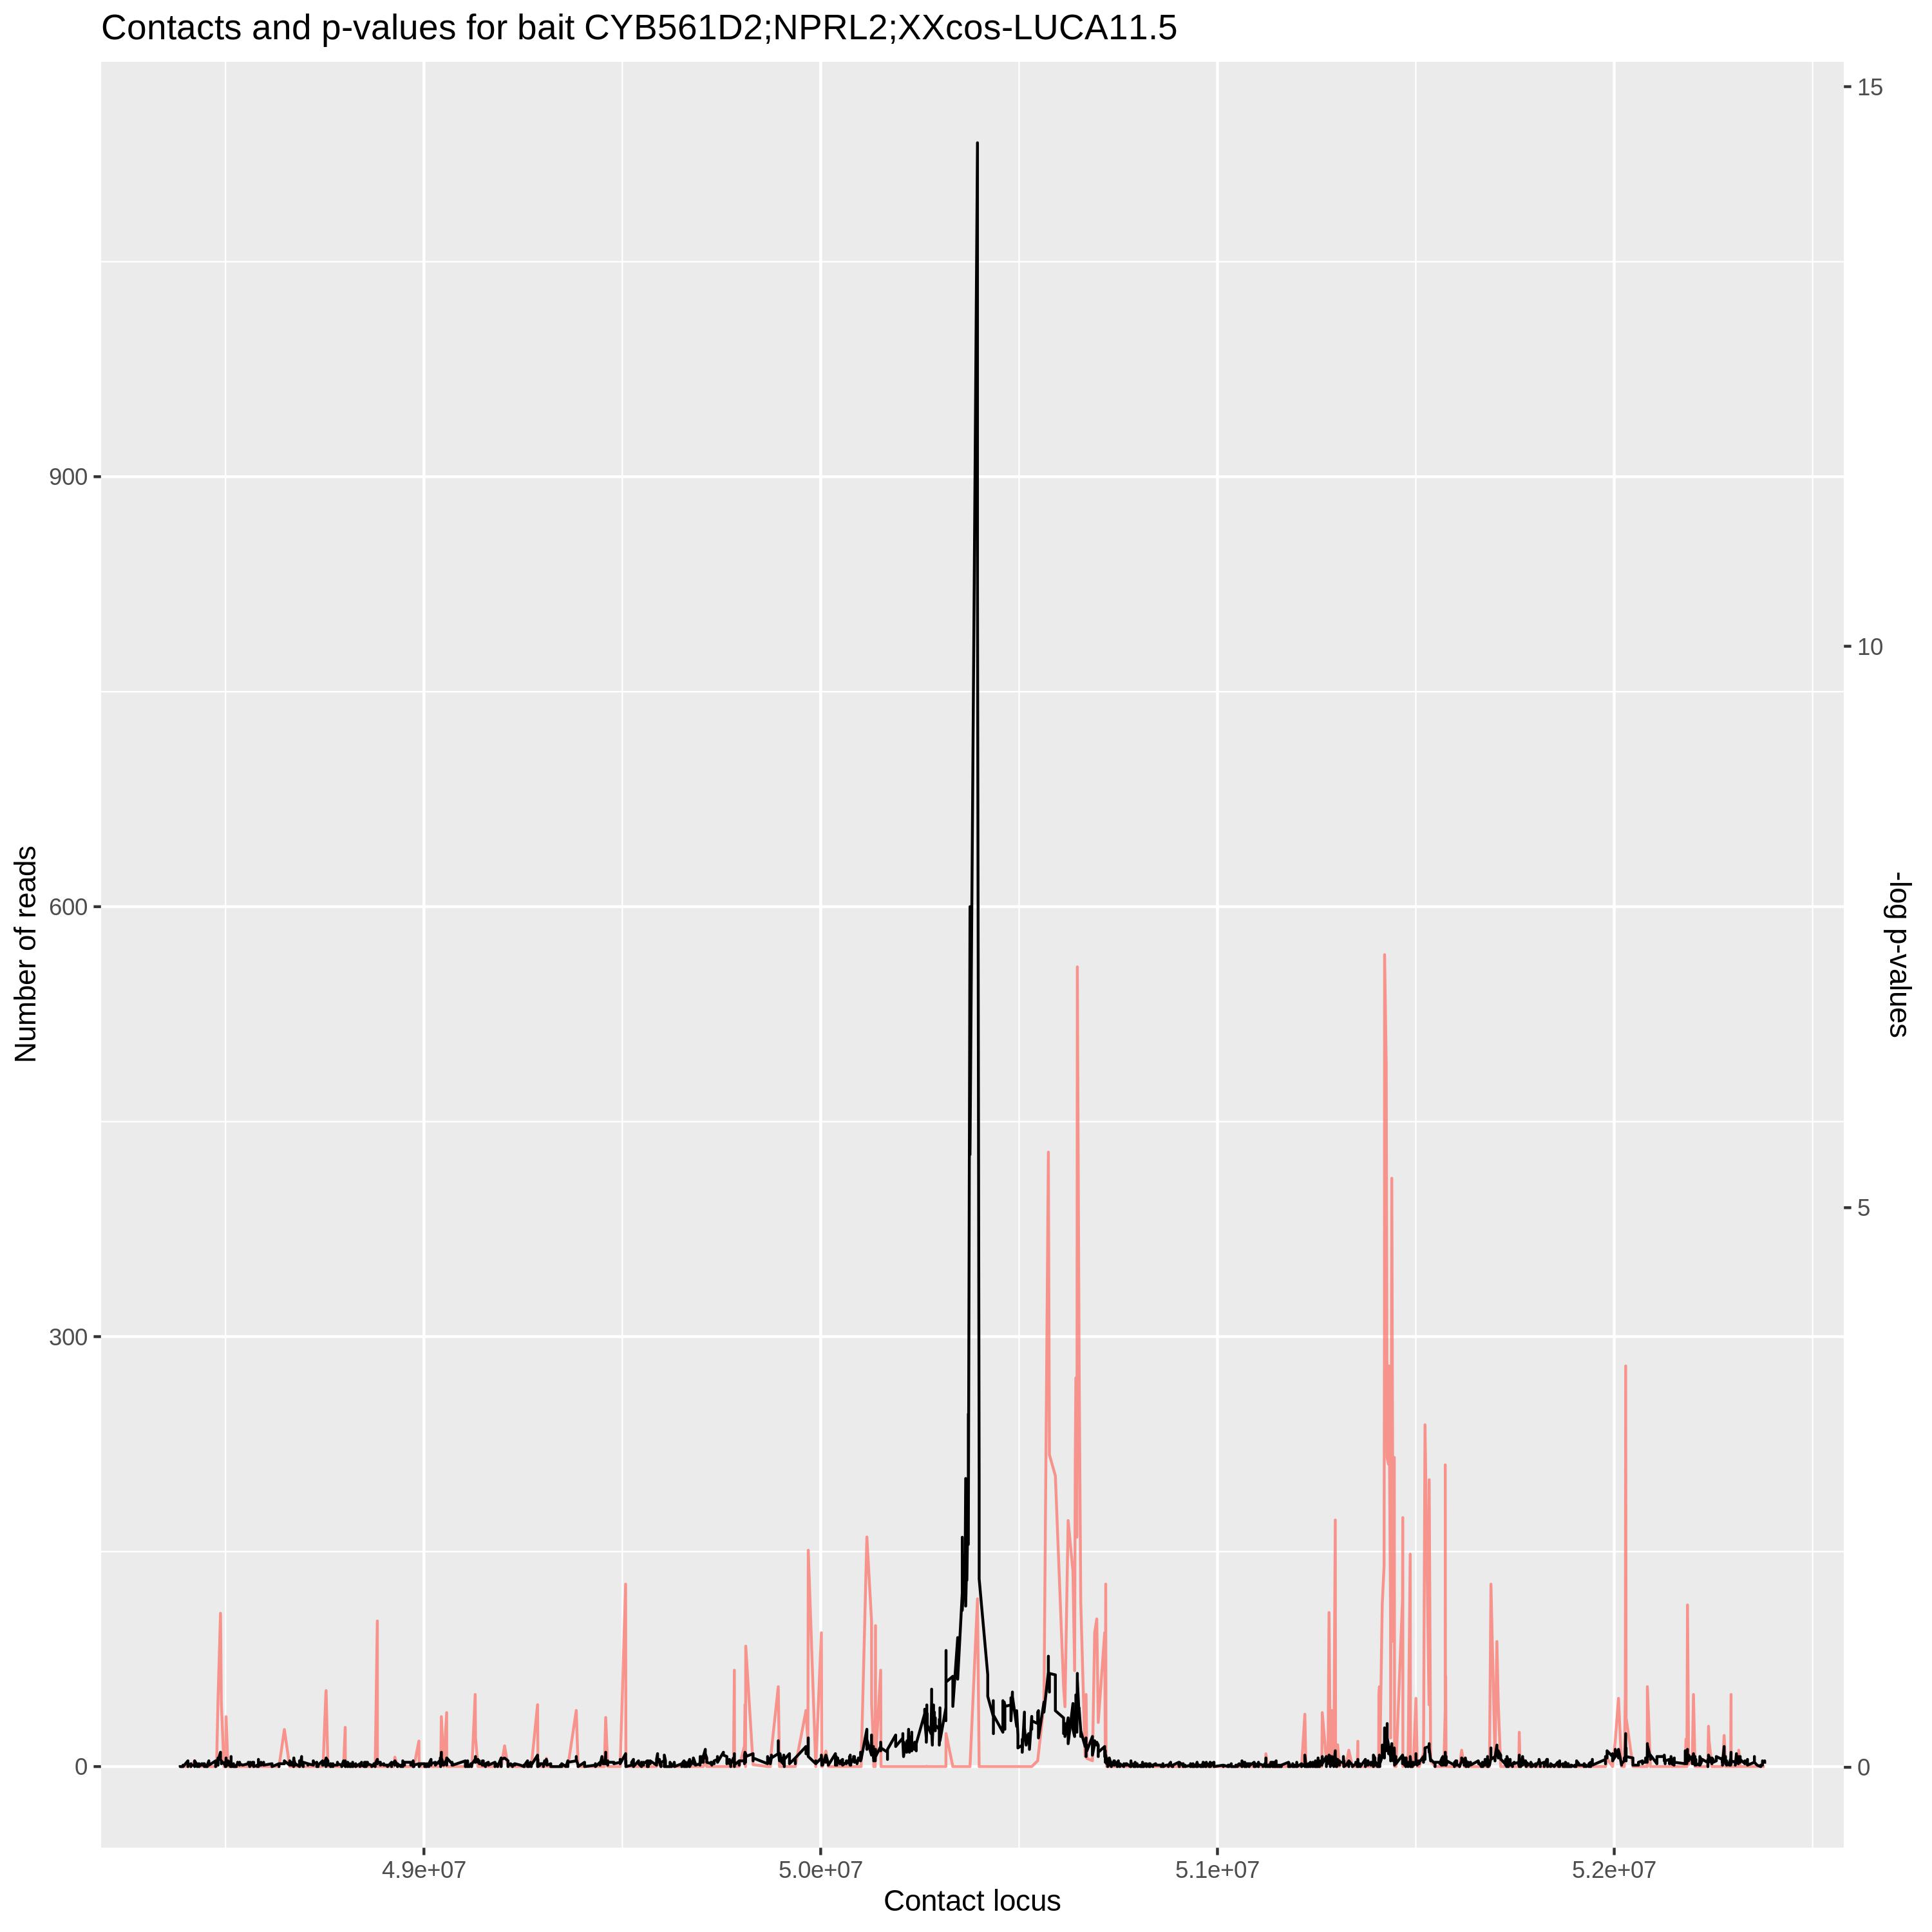 Contacts and p-values for bait CYB561D2;NPRL2;XXcos-LUCA11.5
15
900
10
600
Number of reads
-log p-values
5
300
0
0
4.9e+07
5.0e+07
5.1e+07
5.2e+07
Contact locus